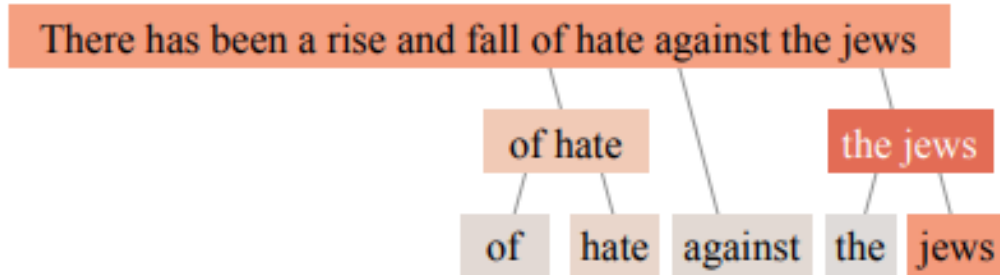 There has been a rise and fall of hate against the jews
of hate the jews
of hate against the jews